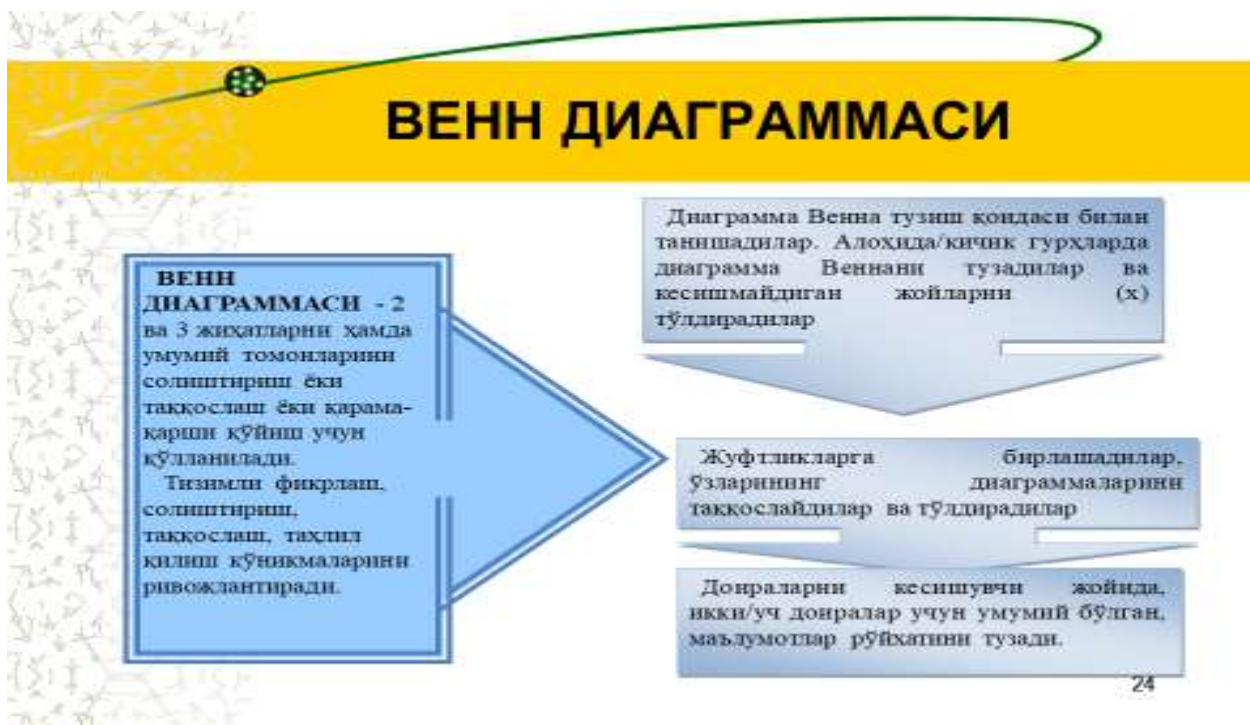 ВЕНН ДИАГРАММАСИ
ВЕНН
ДИАГРАММАСИ - 2
ва 3 жиҳатларни ҳамда
умумий томонларини
солиштириш ёки
таққослаш ёки қарама-
қарши қўйиш учун
қўлланилади.
Тизимли фикрлаш,
солиштириш,
таққослаш, таҳлил
қилиш кўникмаларини
ривожлантиради.
Диаграмма Венна тузиш қоидаси билан
танишадилар. Алоҳида/кичик гурҳларда
диаграмма Веннани тузадилар ва
кесишмайдиган жойларни (х)
тўлдирадилар
Жуфтликларга бирлашадилар,
ўзларининг диаграммаларини
таққослайдилар ва тўлдирадилар
Доираларни кесишувчи жойида,
икки/уч доиралар учун умумий бўлган,
маълумотлар рўйхатини тузади.
24